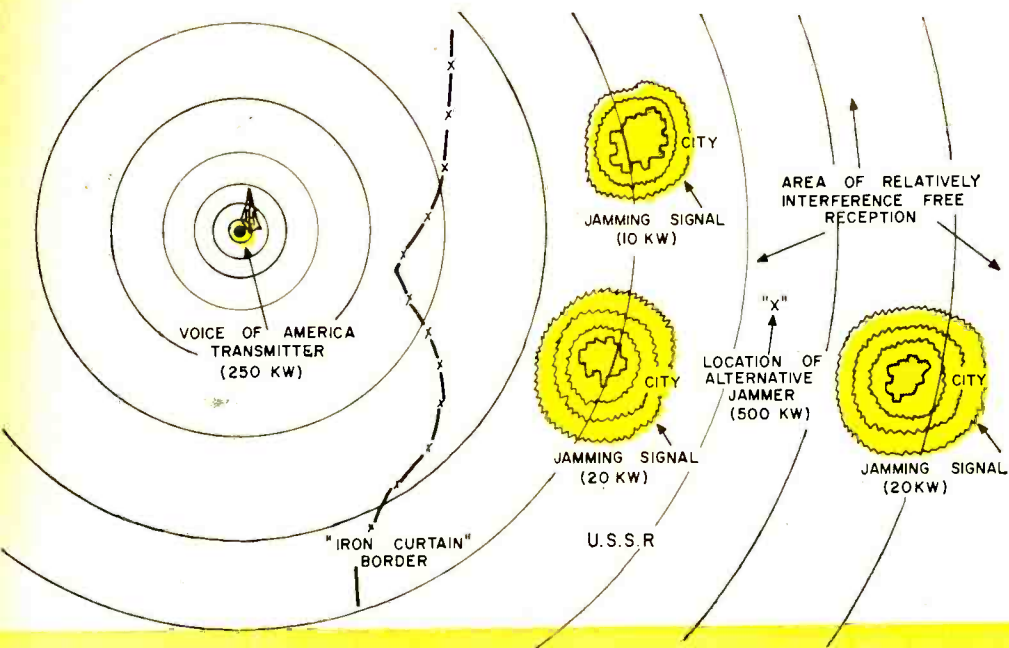 VOICE OF AMERICA
TRANSMITTER
(250 KW)
"IRON CURTAIN"
BORDER
CITY
JAMMING SIGNAL
(10 KW)
CITY
JAMMING SIGNAL
(20 KW)
U.S.S.R
AREA OF RELATIVELY
INTERFERENCE FREE
RECEPTION
"X"
LOCATION OF
ALTERNATIVE
JAMMER
(500 KW)
CITY
JAMMING SIGNAL
(20KW)